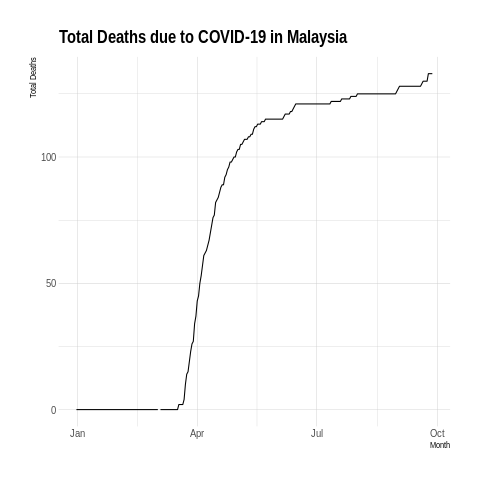 Total Deaths due to COVID-19 in Malaysia
Total Deaths
100
50
0
Jan Apr Jul Oct
Month